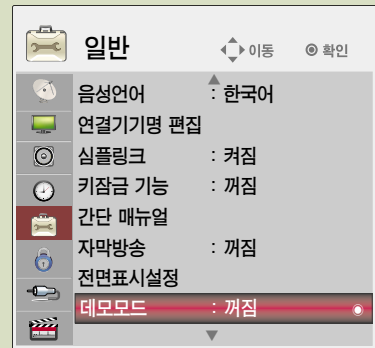 일반 이동 확인
음성언어 : 한국어
연결기기명 편집
심플링크 : 켜짐
키잠금 기능 : 꺼짐
간단 매뉴얼
자막방송 : 꺼짐
전면표시설정
데모모드 : 꺼짐